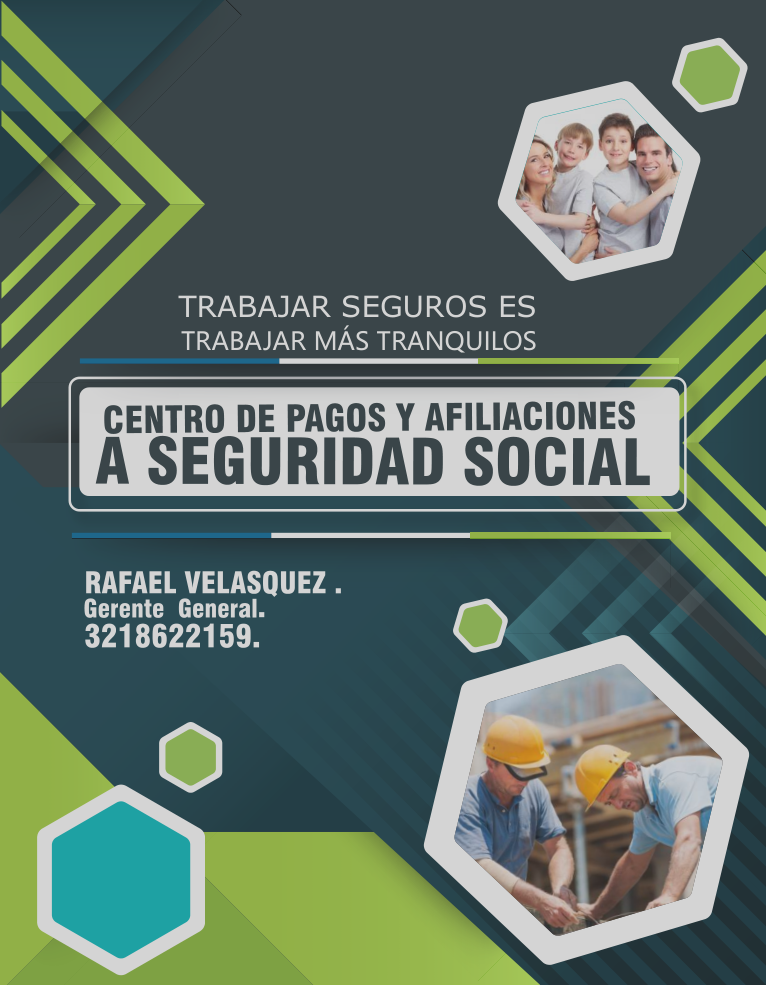 TRABAJAR SEGUROS ES
TRABAJAR MÁS TRANQUILOS
CENTRO DE PAGOS Y AFILIACIONES
A SEGURIDAD SOCIAL
RAFAEL VELASQUEZ .
Gerente General.
3218622159.